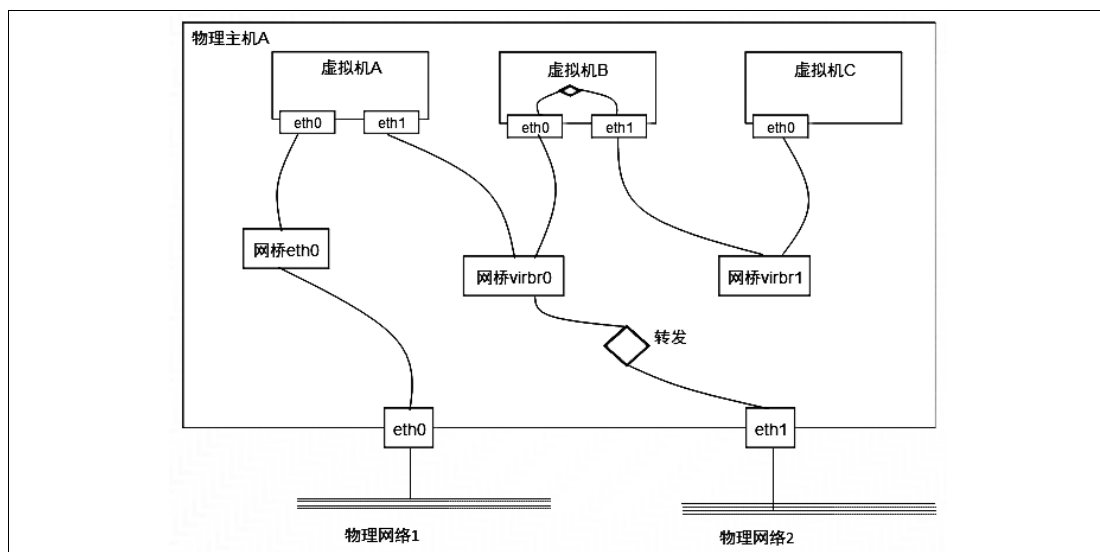 物理主机A
虚拟机A
虚拟机B
虚拟机C
eth0
eth1
eth0
eth1
eth0
网桥eth0
网桥virbr0
网桥virbr1
转发
eth0
eth1
物理网络1
物理网络2